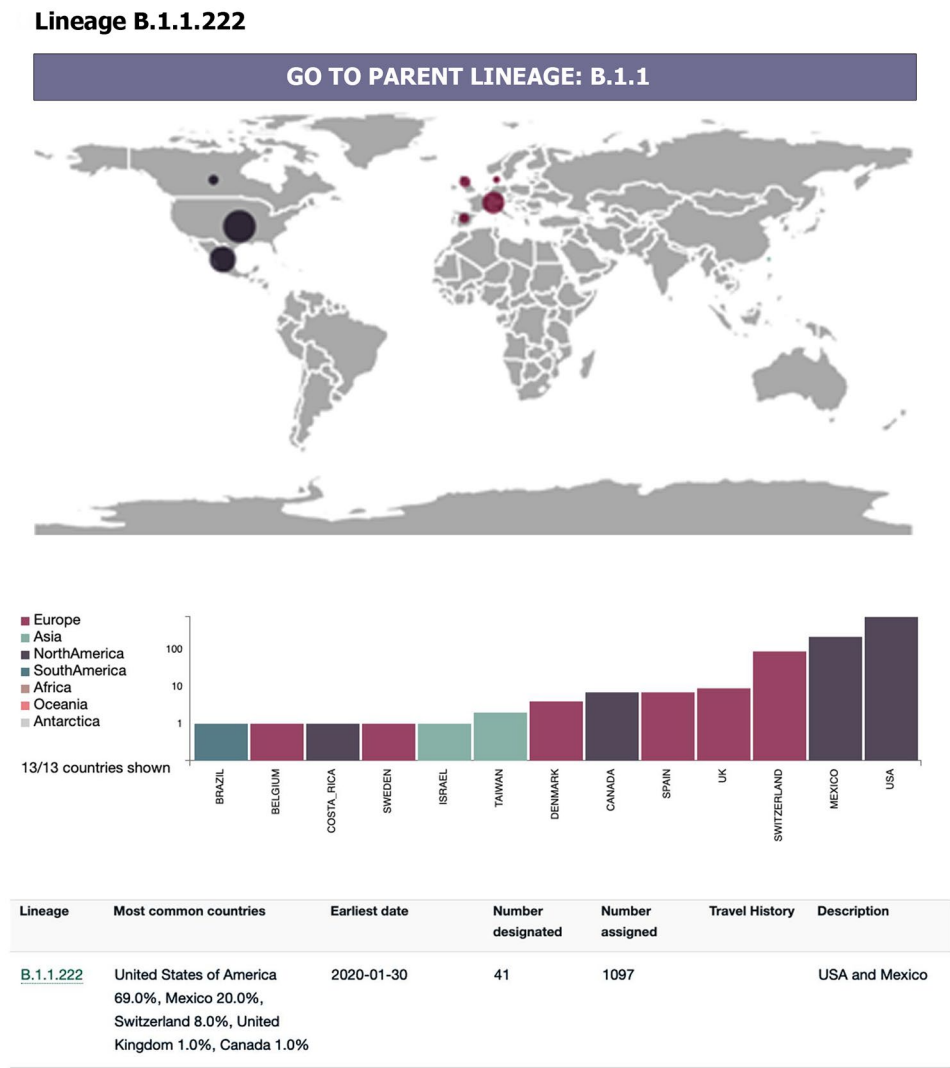 Lineage B.1.1.222
GO TO PARENT LINEAGE: B.1.1
Europe
Asia
NorthAmerica
SouthAmerica
Africa
Oceania
Antarctica
13/13 countries shown
100
10
1
BRAZIL
BELGIUM
COSTA_RICA
SWEDEN
ISRAEL
TAIWAN
DENMARK
CANADA
SPAIN
UK
SWITZERLAND
MEXICO
USA
Lineage Most common countries Earliest date Number designated Number assigned Travel History Description
B.1.1.222 United States of America 2020-01-30 41 1097 USA and Mexico
69.0%, Mexico 20.0%,
Switzerland 8.0%, United
Kingdom 1.0%, Canada 1.0%